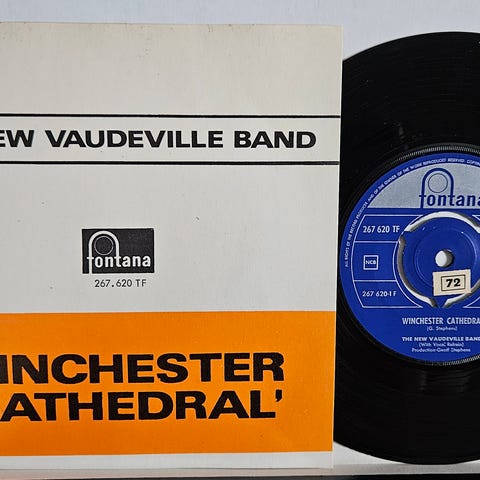 EW VAUDEVILLE BAND
fontana
267.620 TF
INCHESTER
ATHEDRAL'
fontana
267 620 TF
NCB
72
267 620-1 F
WINCHESTER CATHEDRA
(G. Stephens)
THE NEW VAUDEVILLE BAND
(With Vocal Refrain)
Production-Geoff Stephens